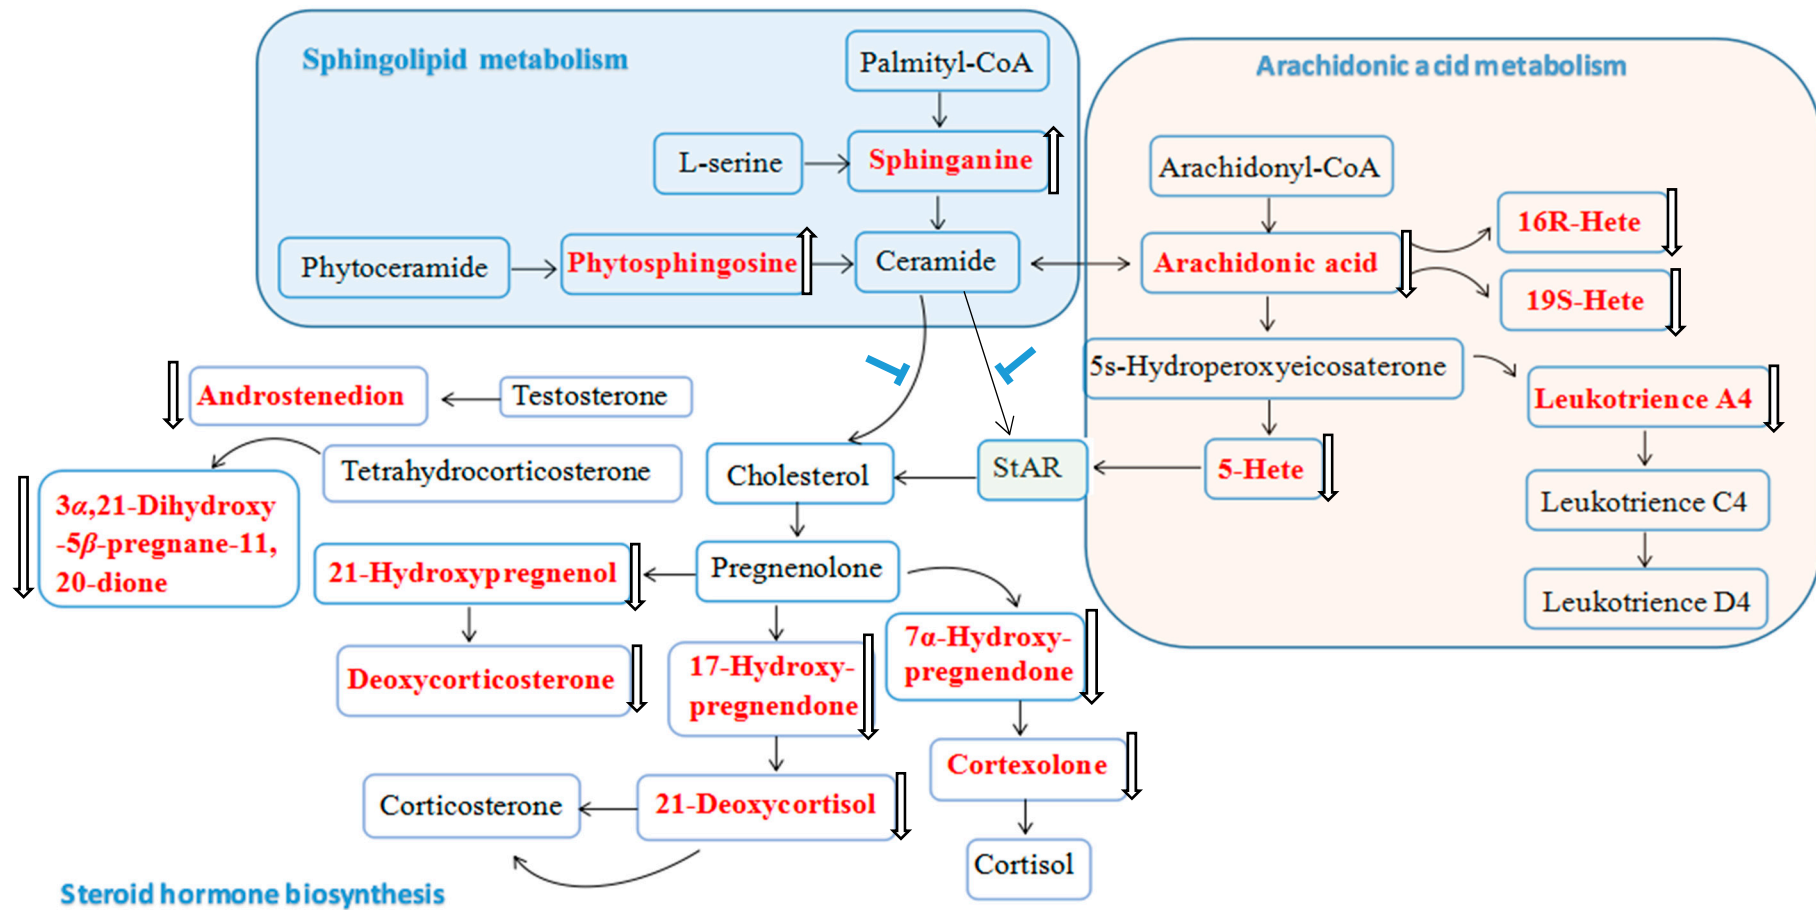 Sphingolipid metabolism
Palmityl-CoA
L-serine
Sphinganine
Phytoceramide
Phytosphingosine
Ceramide
Arachidonic acid metabolism
Arachidonyl-CoA
16R-Hete
Arachidonic acid
19S-Hete
5s-Hydroperoxyeicosaterone
Leukotrience A4
5-Hete
Leukotrience C4
Leukotrience D4
Androstenedion
Testosterone
Tetrahydrocorticosterone
3α,21-Dihydroxy
-5β-pregnane-11,
20-dione
Cholesterol
StAR
21-Hydroxypregnenol
Pregnenolone
Deoxycorticosterone
17-Hydroxy-
pregnendone
7α-Hydroxy-
pregnendone
Cortexolone
Corticosterone
21-Deoxycortisol
Cortisol
Steroid hormone biosynthesis